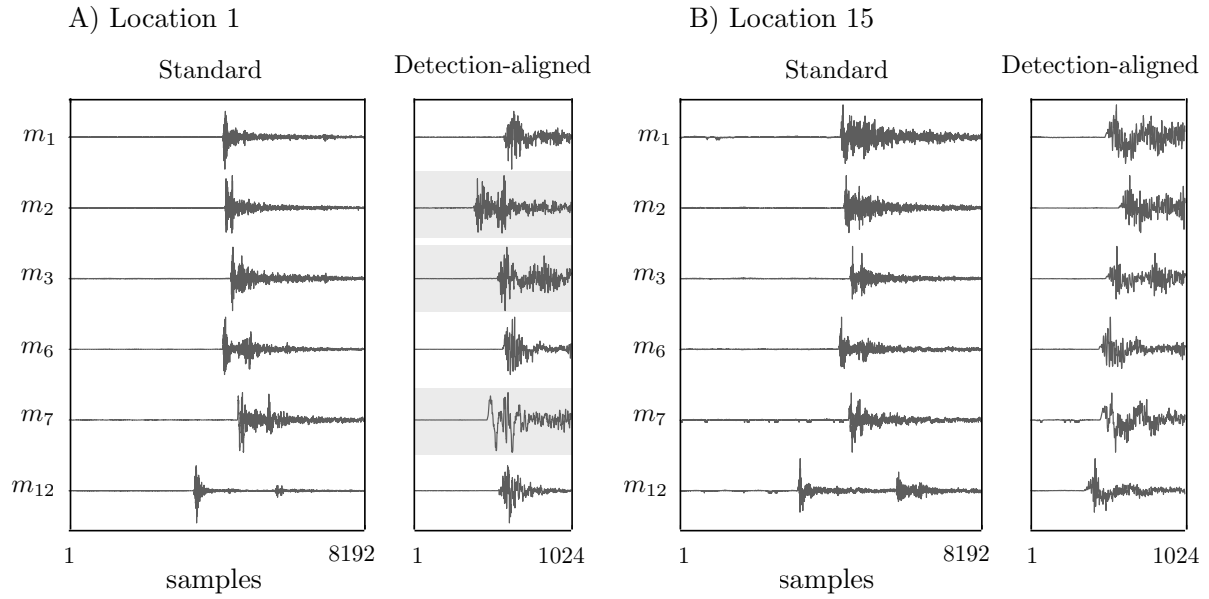 A) Location 1
B) Location 15
Standard
Detection-aligned
Standard
Detection-aligned
m₁
m₂
m₃
m₆
m₇
m₁₂
m₁
m₂
m₃
m₆
m₇
m₁₂
1
8192
1
1024
1
8192
1
1024
samples
samples